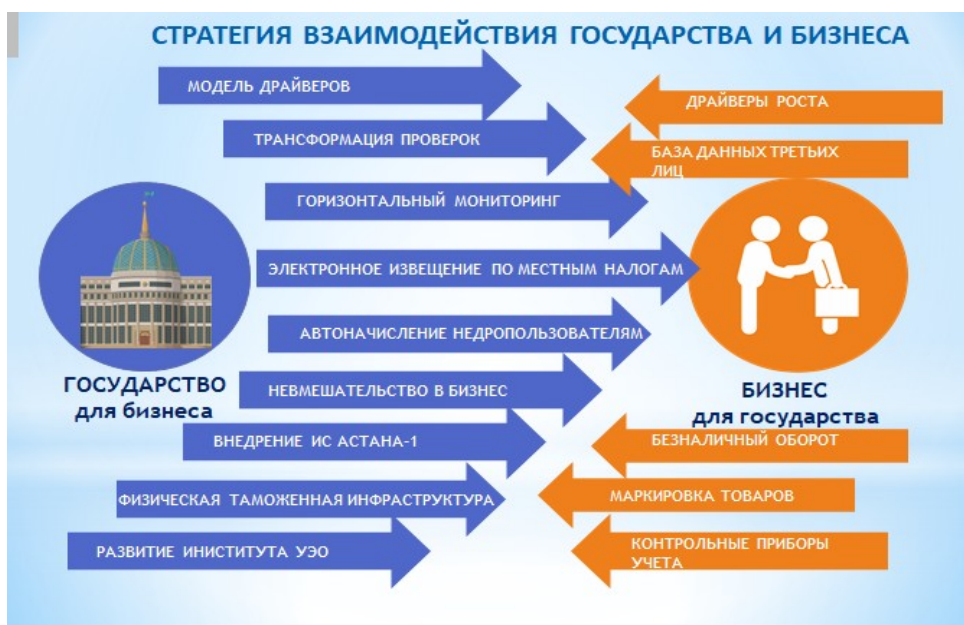 СТРАТЕГИЯ ВЗАИМОДЕЙСТВИЯ ГОСУДАРСТВА И БИЗНЕСА
МОДЕЛЬ ДРАЙВЕРОВ
ДРАЙВЕРЫ РОСТА
ТРАНСФОРМАЦИЯ ПРОВЕРОК
БАЗА ДАННЫХ ТРЕТЬИХ
ЛИЦ
ГОРИЗОНТАЛЬНЫЙ МОНИТОРИНГ
ЭЛЕКТРОННОЕ ИЗВЕЩЕНИЕ ПО МЕСТНЫМ НАЛОГАМ
АВТОНАЧИСЛЕНИЕ НЕДРОПОЛЬЗОВАТЕЛЯМ
ГОСУДАРСТВО
для бизнеса
НЕВМЕШАТЕЛЬСТВО В БИЗНЕС
БИЗНЕС
для государства
ВНЕДРЕНИЕ ИС АСТАНА-1
БЕЗНАЛИЧНЫЙ ОБОРОТ
ФИЗИЧЕСКАЯ ТАМОЖЕННАЯ ИНФРАСТРУКТУРА
МАРКИРОВКА ТОВАРОВ
РАЗВИТИЕ ИНИСТИТУТА УЭО
КОНТРОЛЬНЫЕ ПРИБОРЫ
УЧЕТА